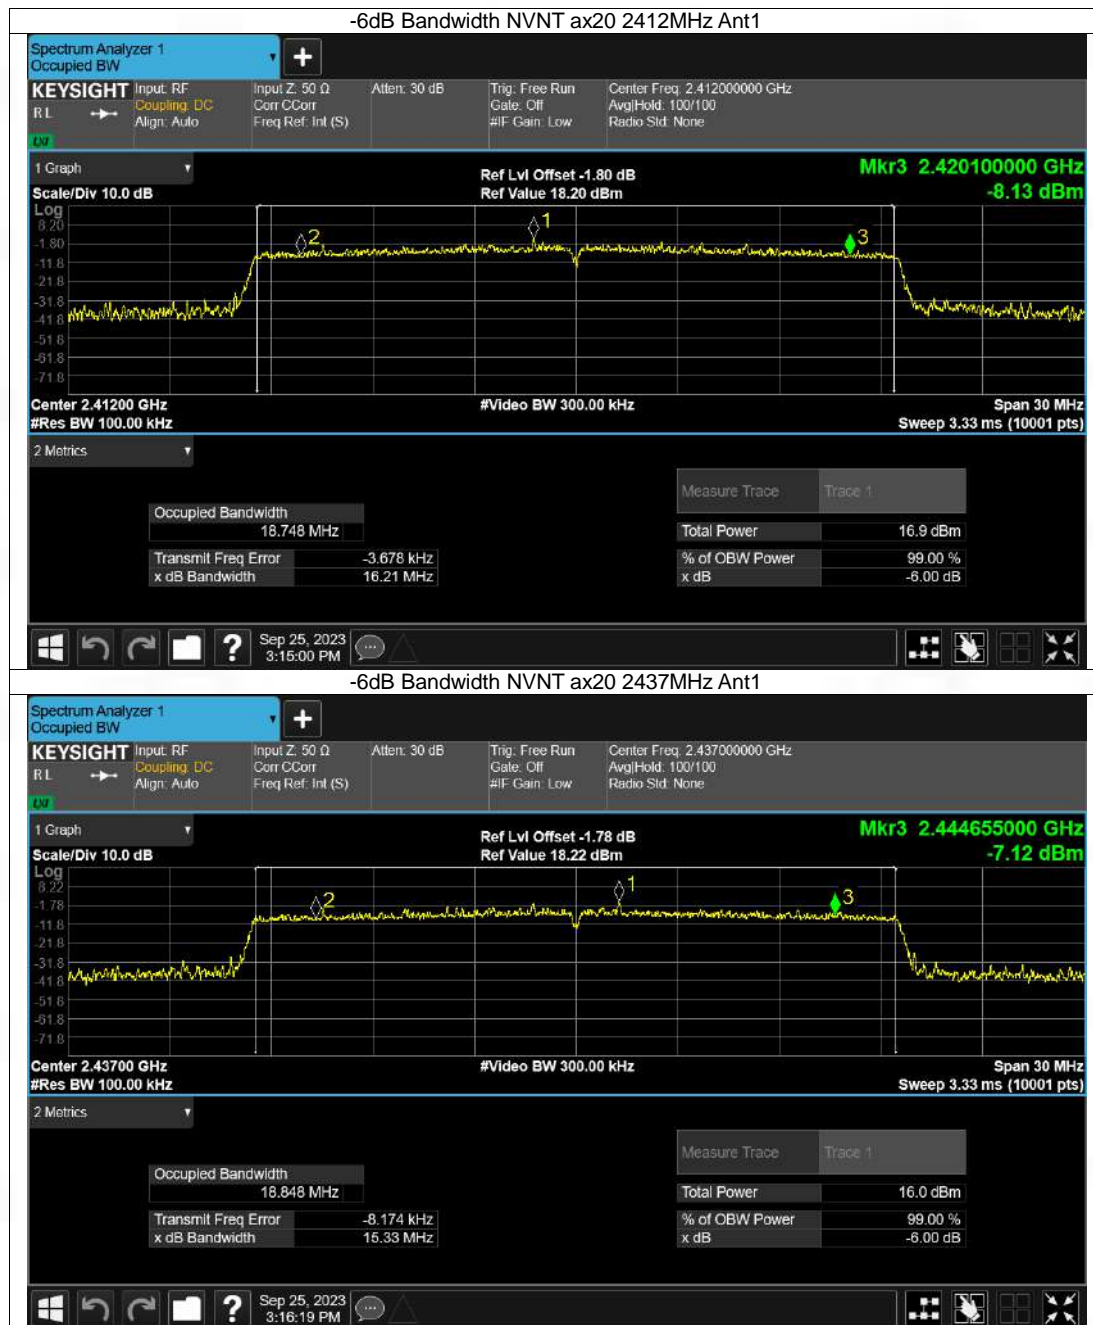 -6dB Bandwidth NVNT ax20 2412MHz Ant1
Spectrum Analyzer 1
Occupied BW
KEYSIGHT
RL
LXI
Input: RF
Coupling: DC
Align: Auto
Input Z: 50 Ω
Corr CCorr
Freq Ref: Int (S)
Atten: 30 dB
Trig: Free Run
Gate: Off
#IF Gain: Low
Center Freq: 2.412000000 GHz
Avg|Hold: 100/100
Radio Std: None
1 Graph
Scale/Div 10.0 dB
Ref Lvl Offset -1.80 dB
Ref Value 18.20 dBm
Mkr3 2.420100000 GHz
-8.13 dBm
Log
8.20
-1.80
-11.8
-21.8
-31.8
-41.8
-51.8
-61.8
-71.8
2
1
3
Center 2.41200 GHz
#Res BW 100.00 kHz
#Video BW 300.00 kHz
Span 30 MHz
Sweep 3.33 ms (10001 pts)
2 Metrics
Measure Trace Trace 1
Occupied Bandwidth
18.748 MHz
Total Power 16.9 dBm
Transmit Freq Error -3.678 kHz
% of OBW Power 99.00 %
x dB Bandwidth 16.21 MHz
x dB -6.00 dB
?
Sep 25, 2023
3:15:00 PM
-6dB Bandwidth NVNT ax20 2437MHz Ant1
Spectrum Analyzer 1
Occupied BW
KEYSIGHT
RL
LXI
Input: RF
Coupling: DC
Align: Auto
Input Z: 50 Ω
Corr CCorr
Freq Ref: Int (S)
Atten: 30 dB
Trig: Free Run
Gate: Off
#IF Gain: Low
Center Freq: 2.437000000 GHz
Avg|Hold: 100/100
Radio Std: None
1 Graph
Scale/Div 10.0 dB
Ref Lvl Offset -1.78 dB
Ref Value 18.22 dBm
Mkr3 2.444655000 GHz
-7.12 dBm
Log
8.22
-1.78
-11.8
-21.8
-31.8
-41.8
-51.8
-61.8
-71.8
2
1
3
Center 2.43700 GHz
#Res BW 100.00 kHz
#Video BW 300.00 kHz
Span 30 MHz
Sweep 3.33 ms (10001 pts)
2 Metrics
Measure Trace Trace 1
Occupied Bandwidth
18.848 MHz
Total Power 16.0 dBm
Transmit Freq Error -8.174 kHz
% of OBW Power 99.00 %
x dB Bandwidth 15.33 MHz
x dB -6.00 dB
?
Sep 25, 2023
3:16:19 PM